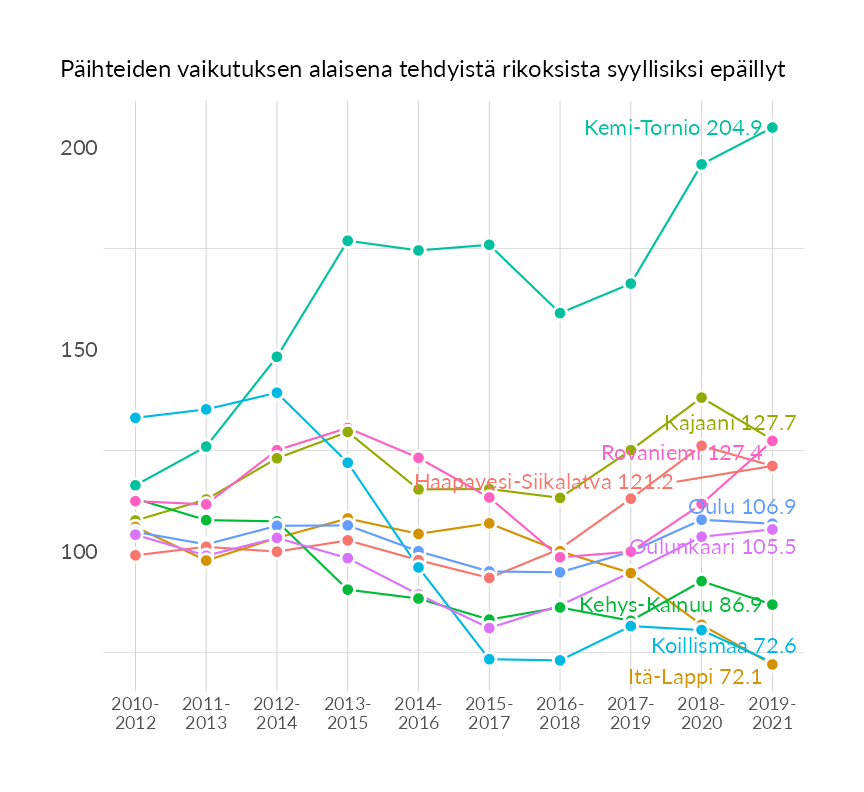 Päihteiden vaikutuksen alaisena tehdyistä rikoksista syyllisiksi epäillyt
Kemi-Tornio 204.9
200
150
Kajaani 127.7
Rovaniemi 127.4
Haapavesi-Siikalatva 121.2
Oulu 106.9
Oulunkaari 105.5
100
Kehys-Kainuu 86.9
Koillismaa 72.6
Itä-Lappi 72.1
2010- 2011- 2012- 2013- 2014- 2015- 2016- 2017- 2018- 2019-
2012 2013 2014 2015 2016 2017 2018 2019 2020 2021